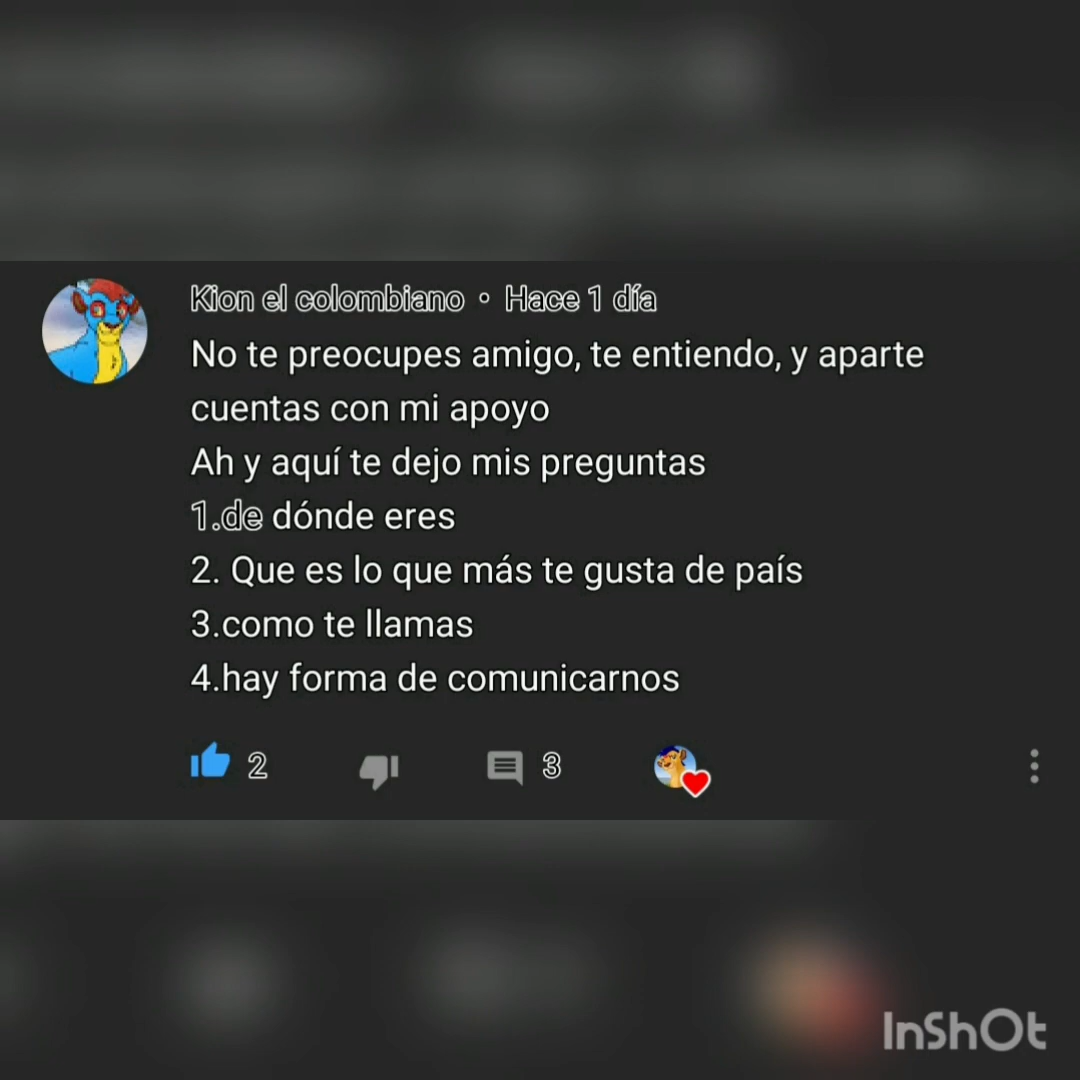 Kion el colombiano • Hace 1 día
No te preocupes amigo, te entiendo, y aparte
cuentas con mi apoyo
Ah y aquí te dejo mis preguntas
1.de dónde eres
2. Que es lo que más te gusta de país
3.como te llamas
4.hay forma de comunicarnos
2 3
InShOt